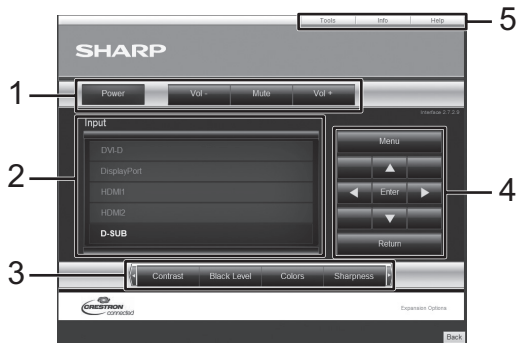 Tools Info Help 5
SHARP
1 Power Vol - Mute Vol +
Interface 2.7.2.9
Input
2
DVI-D
DisplayPort
HDMI1
HDMI2
D-SUB
Menu
Enter
Return
4
3 Contrast Black Level Colors Sharpness
CRESTRON
connected
Expansion Options
Back